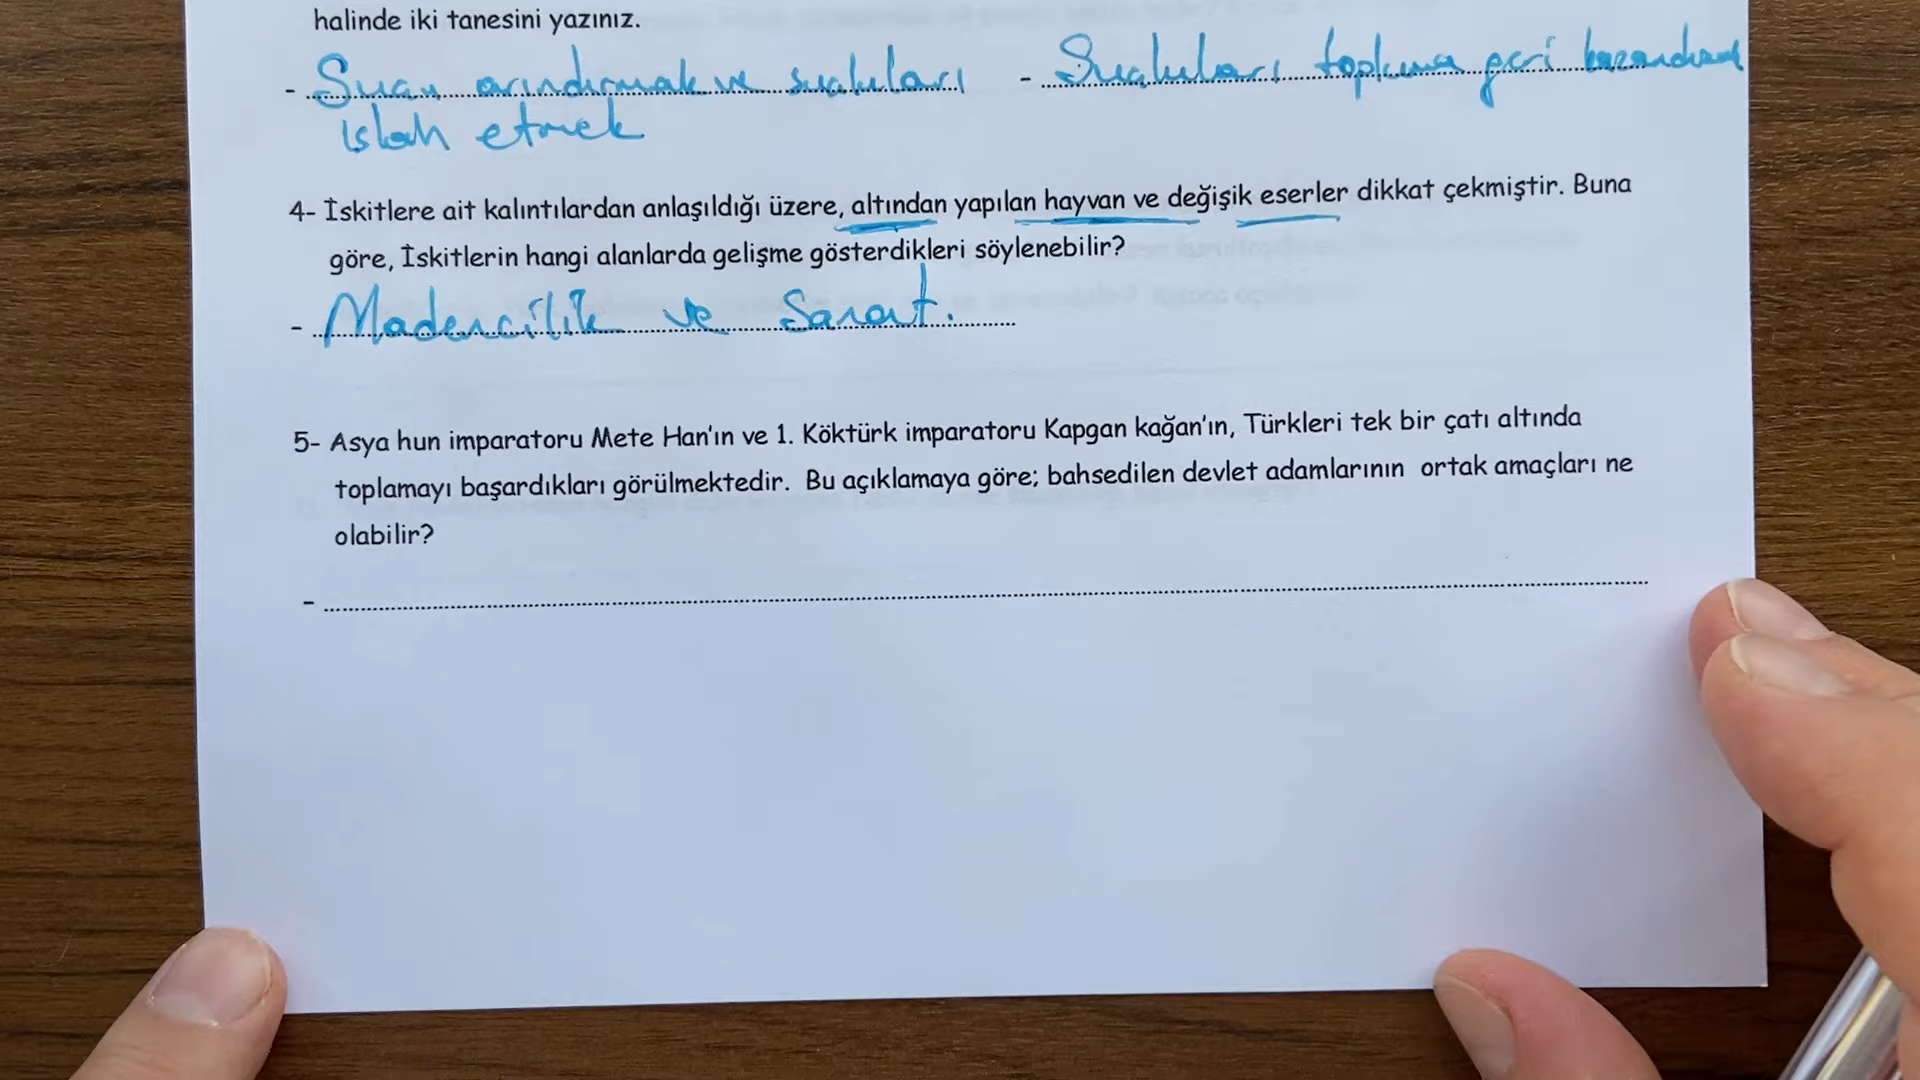 halinde iki tanesini yazınız.
- Suçu arındırmak ve suçluları - Suçluları topluma geri kazandırmak
ıslah etmek
4- İskitlere ait kalıntılardan anlaşıldığı üzere, altından yapılan hayvan ve değişik eserler dikkat çekmiştir. Buna
göre, İskitlerin hangi alanlarda gelişme gösterdikleri söylenebilir?
- Madencilik ve Sanat.
5- Asya hun imparatoru Mete Han'ın ve 1. Köktürk imparatoru Kapgan kağan'ın, Türkleri tek bir çatı altında
toplamayı başardıkları görülmektedir. Bu açıklamaya göre; bahsedilen devlet adamlarının ortak amaçları ne
olabilir?
-